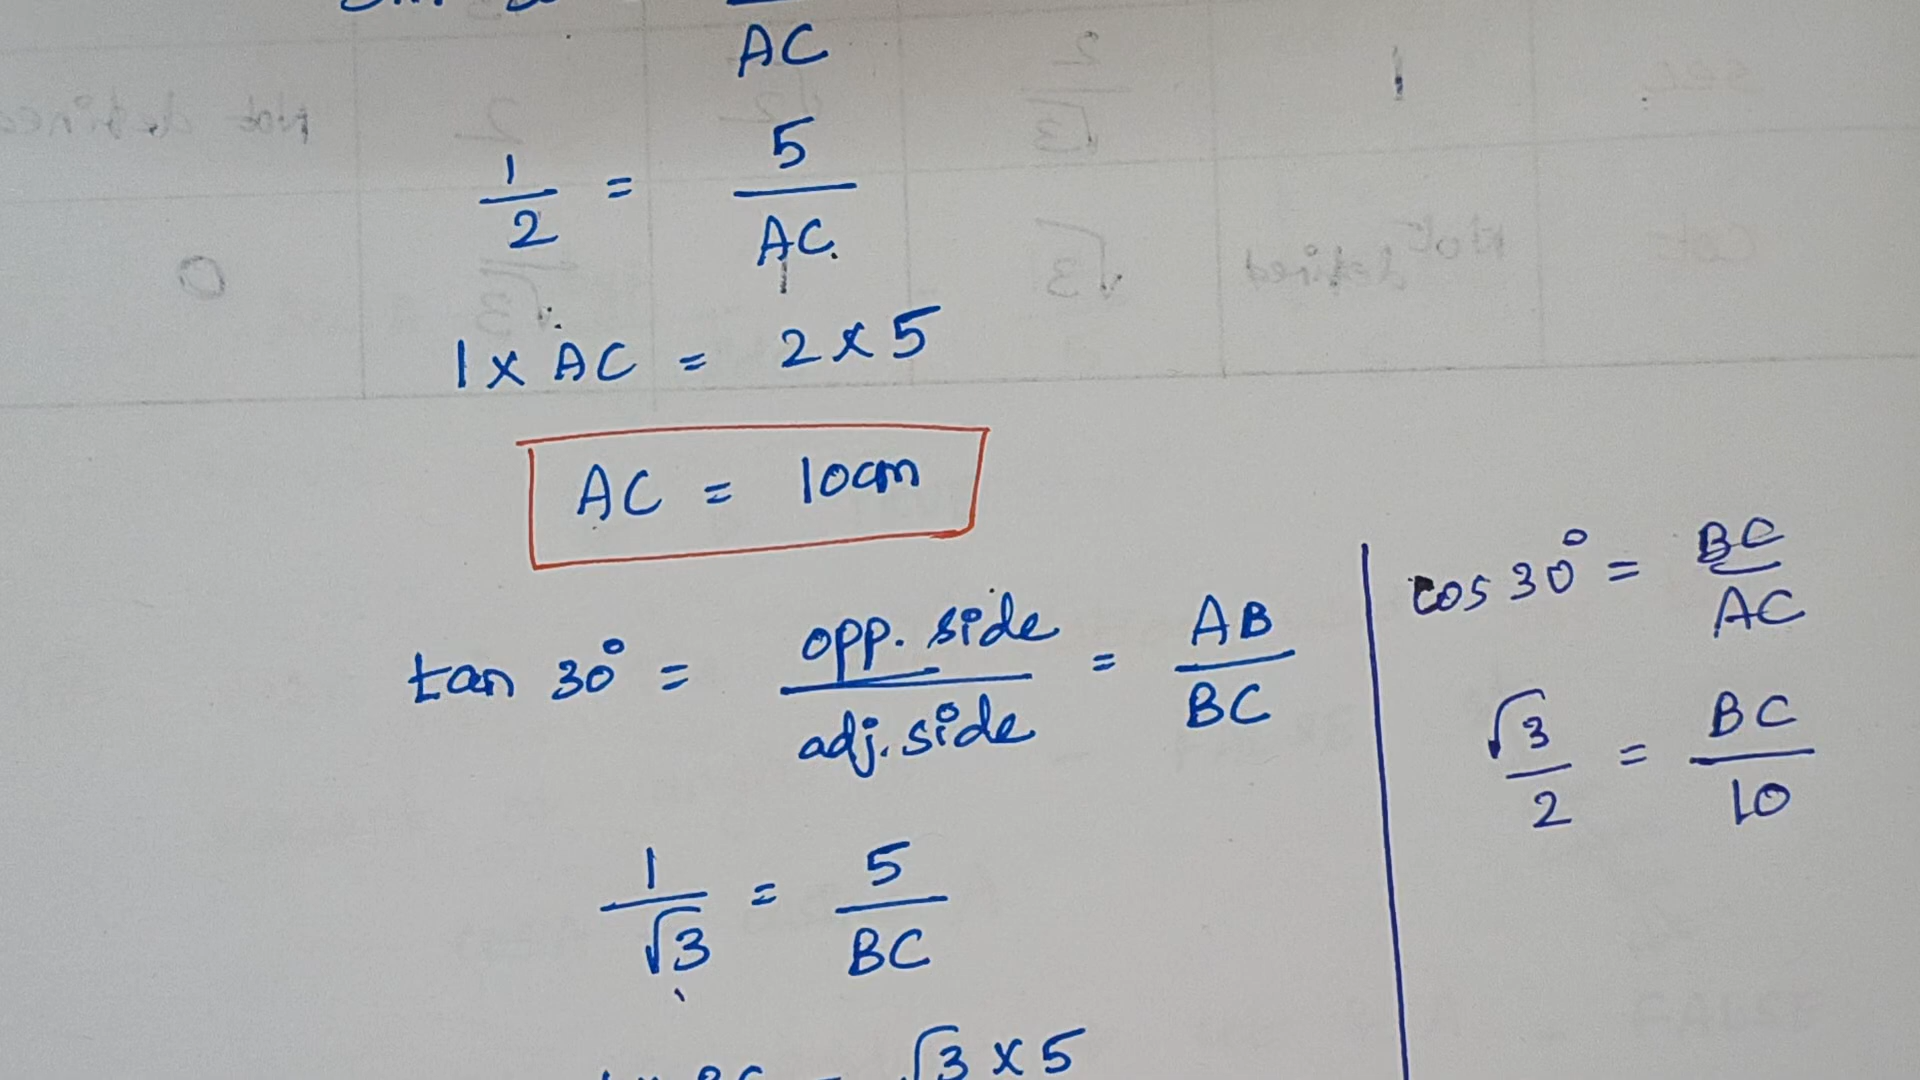 AC
1/2 = 5/AC
1 x AC = 2 x 5
AC = 10cm
tan 30° = opp. side/adj. side = AB/BC
1/√3 = 5/BC
√3 x 5
cos 30° = BC/AC
√3/2 = BC/10